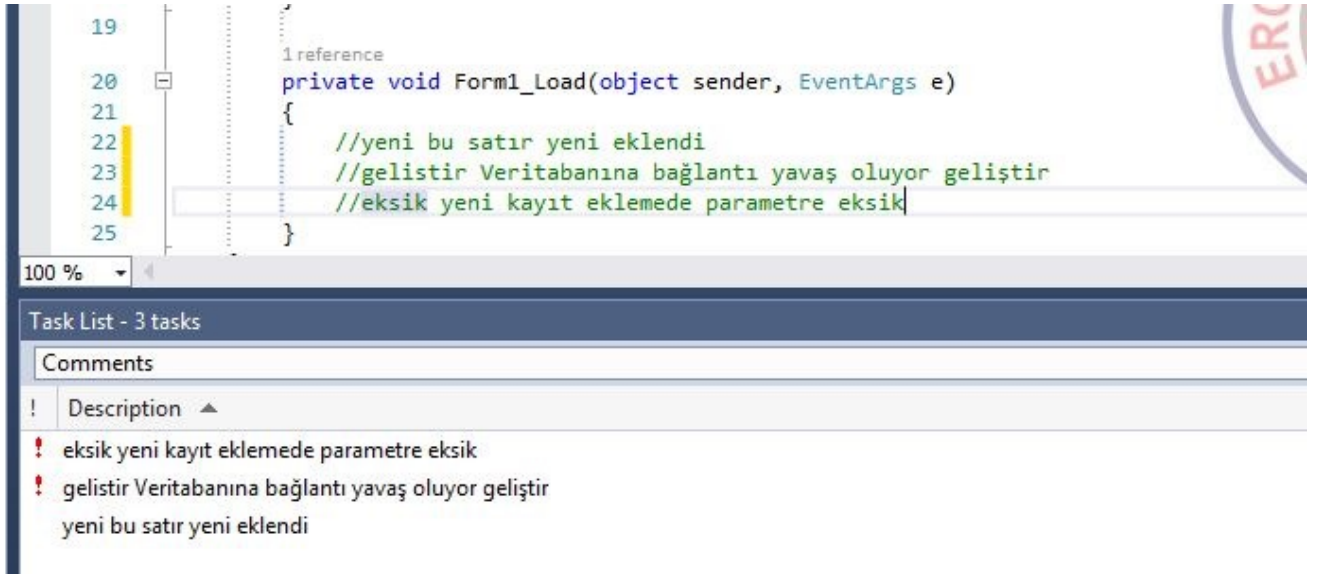 19
1 reference
20 private void Form1_Load(object sender, EventArgs e)
21 {
22 //yeni bu satır yeni eklendi
23 //gelistir Veritabanına bağlantı yavaş oluyor geliştir
24 //eksik yeni kayıt eklemede parametre eksik
25 }
100 %
Task List - 3 tasks
Comments
! Description
! eksik yeni kayıt eklemede parametre eksik
! gelistir Veritabanına bağlantı yavaş oluyor geliştir
yeni bu satır yeni eklendi